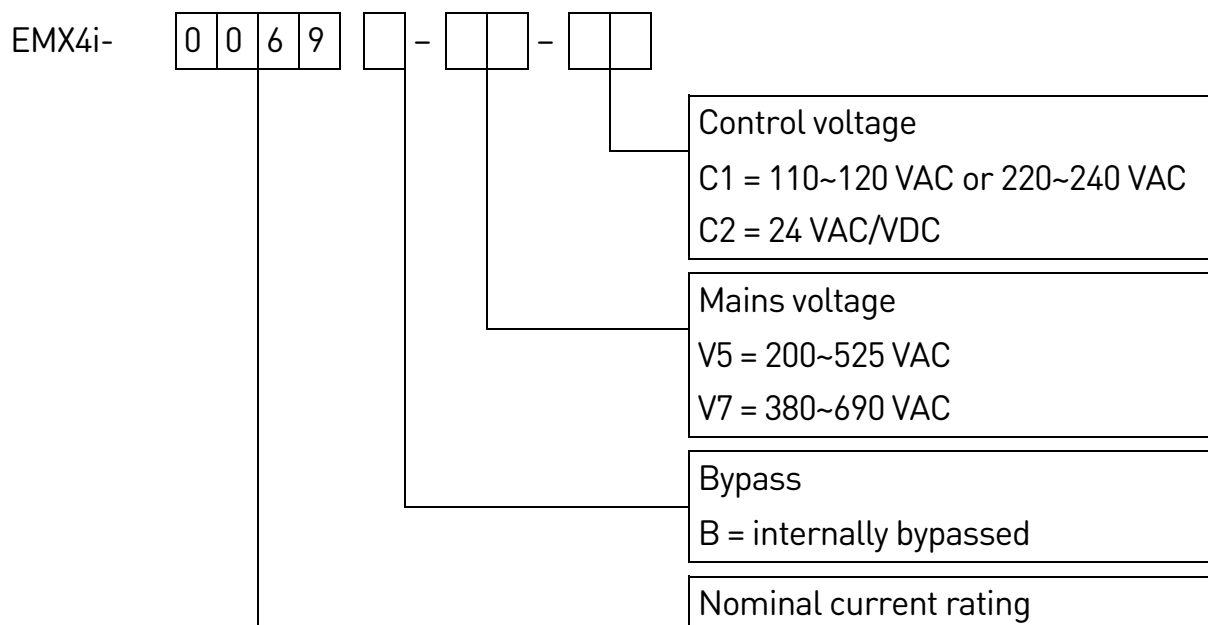 EMX4i- 0 0 6 9 – –
Control voltage
C1 = 110~120 VAC or 220~240 VAC
C2 = 24 VAC/VDC
Mains voltage
V5 = 200~525 VAC
V7 = 380~690 VAC
Bypass
B = internally bypassed
Nominal current rating